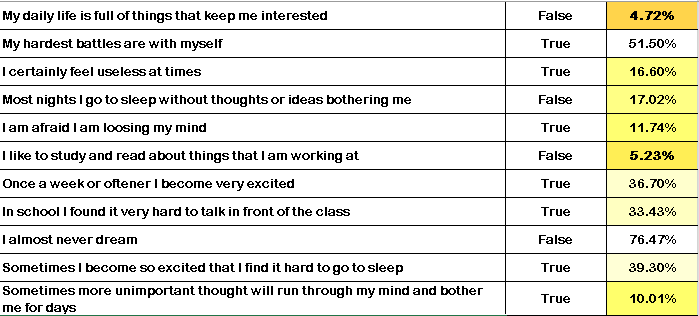 My daily life is full of things that keep me interested False 4.72%
My hardest battles are with myself True 51.50%
I certainly feel useless at times True 16.60%
Most nights I go to sleep without thoughts or ideas bothering me False 17.02%
I am afraid I am loosing my mind True 11.74%
I like to study and read about things that I am working at False 5.23%
Once a week or oftener I become very excited True 36.70%
In school I found it very hard to talk in front of the class True 33.43%
I almost never dream False 76.47%
Sometimes I become so excited that I find it hard to go to sleep True 39.30%
Sometimes more unimportant thought will run through my mind and bother
me for days True 10.01%